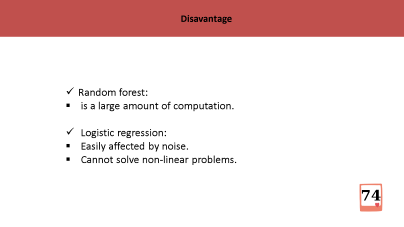 Disavantage
✓ Random forest:
▪ is a large amount of computation.
✓ Logistic regression:
▪ Easily affected by noise.
▪ Cannot solve non-linear problems.
74